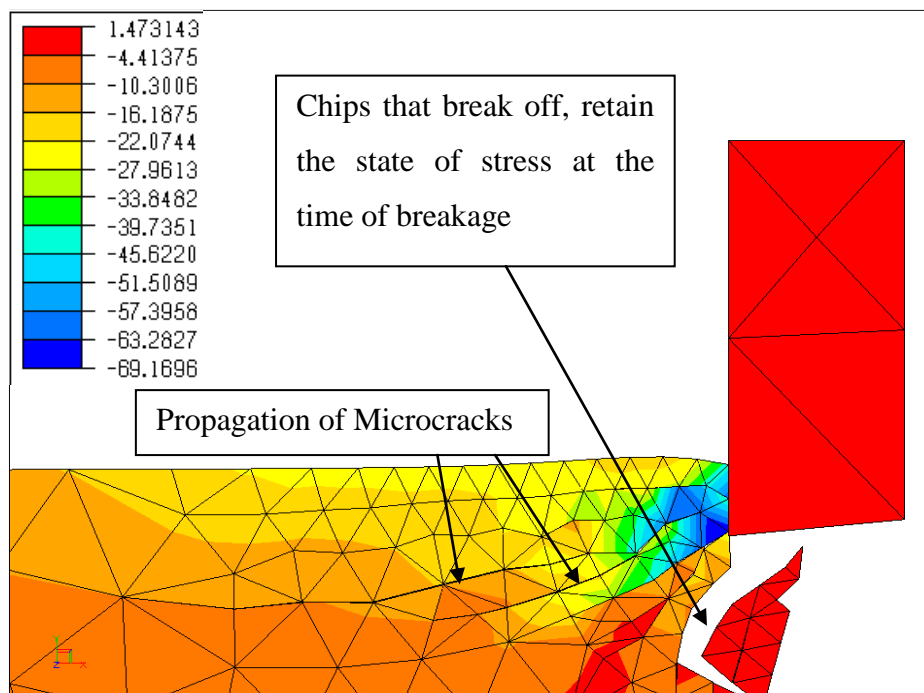 1.473143
-4.41375
-10.3006
-16.1875
-22.0744
-27.9613
-33.8482
-39.7351
-45.6220
-51.5089
-57.3958
-63.2827
-69.1696
Chips that break off, retain
the state of stress at the
time of breakage
Propagation of Microcracks
Y
Z
X